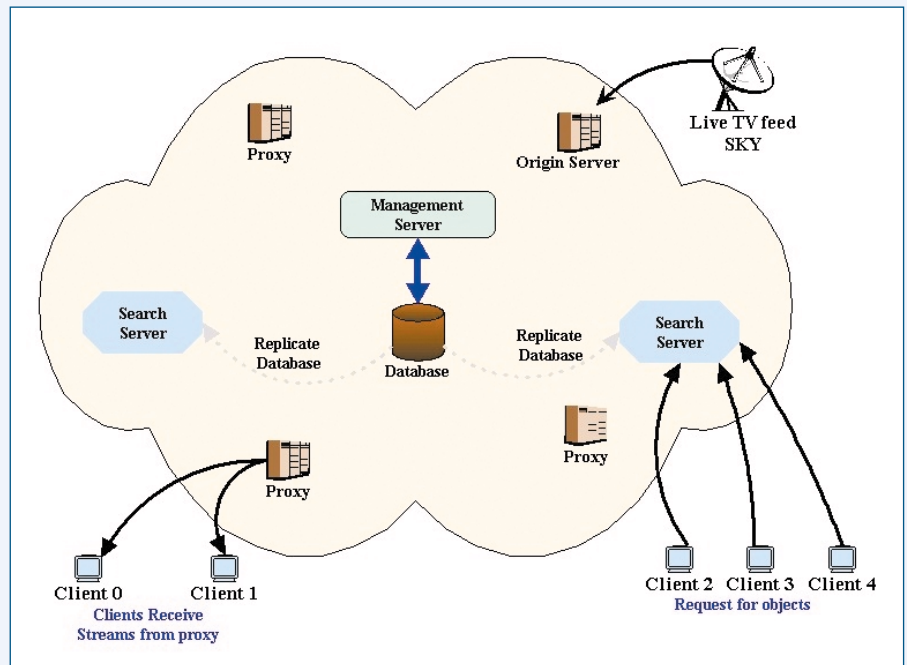 Live TV feed
SKY
Proxy
Origin Server
Management
Server
Search
Server
Replicate
Database
Database
Replicate
Database
Search
Server
Proxy
Proxy
Client 0
Client 1
Clients Receive
Streams from proxy
Client 2
Client 3
Client 4
Request for objects